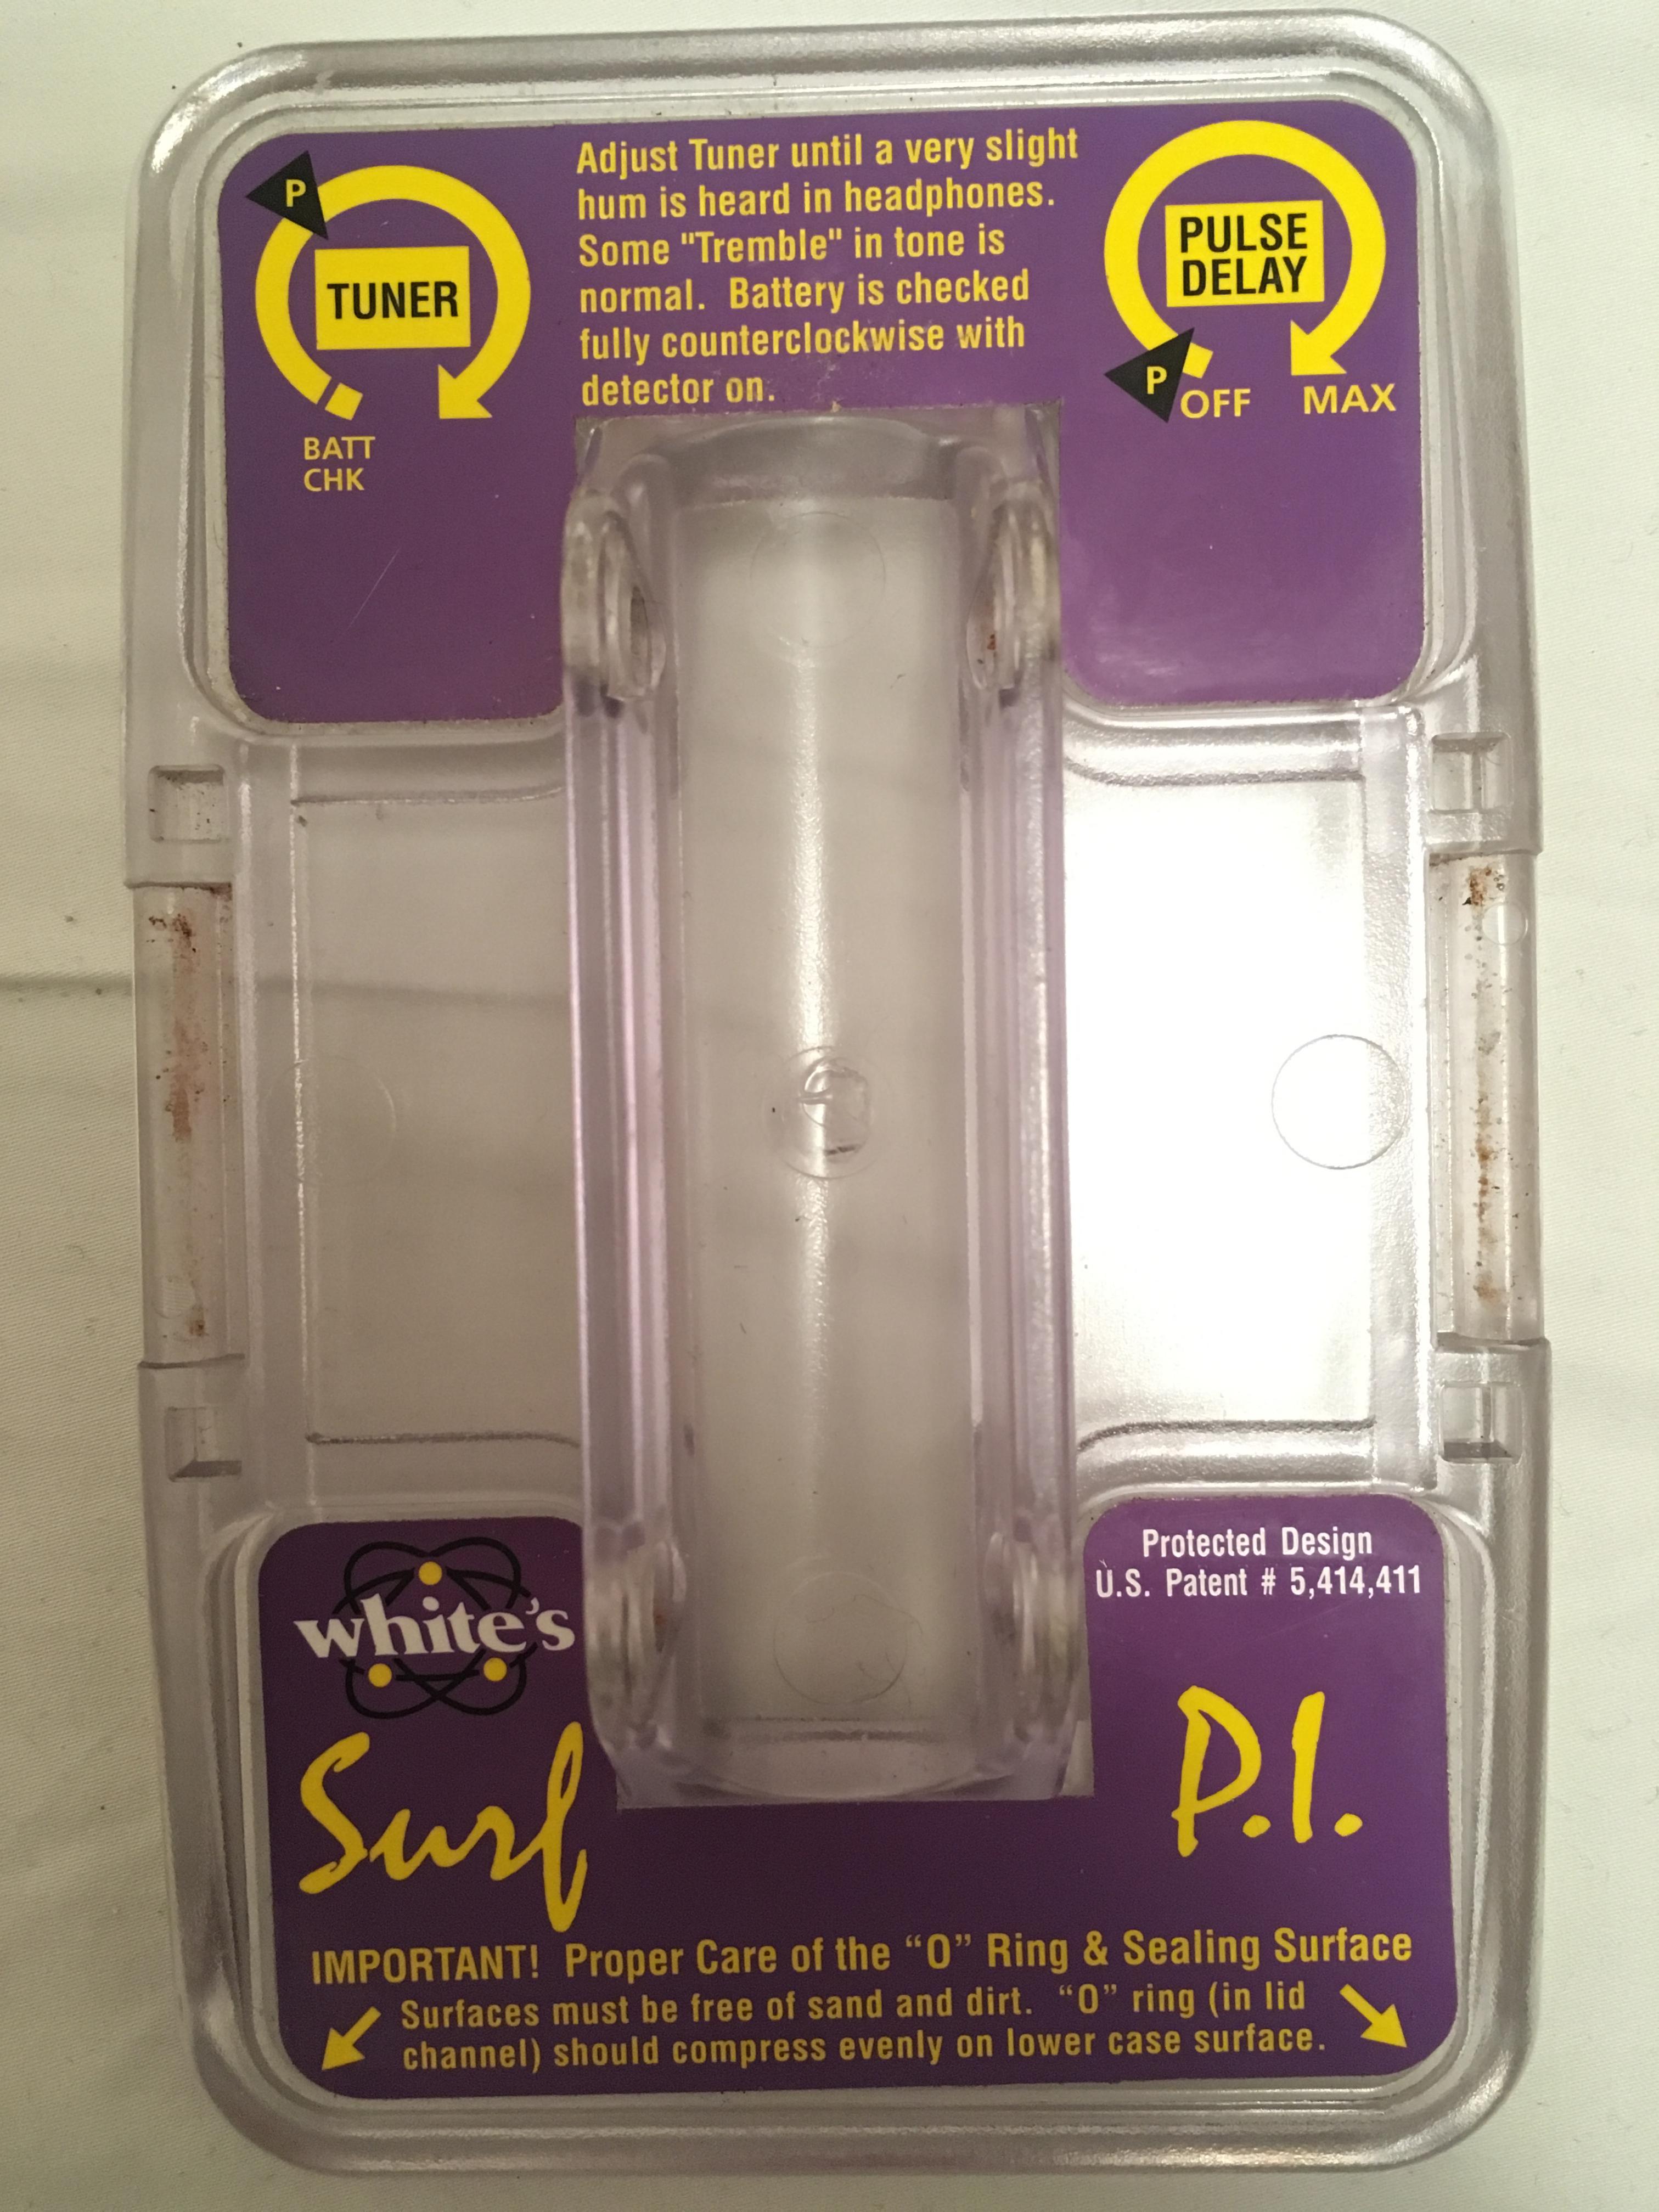 P
TUNER
BATT
CHK
Adjust Tuner until a very slight
hum is heard in headphones.
Some "Tremble" in tone is
normal. Battery is checked
fully counterclockwise with
detector on.
PULSE
DELAY
P
OFF
MAX
white's
Surf
Protected Design
U.S. Patent # 5,414,411
P.I.
IMPORTANT! Proper Care of the “O” Ring & Sealing Surface
Surfaces must be free of sand and dirt. “O” ring (in lid
channel) should compress evenly on lower case surface.